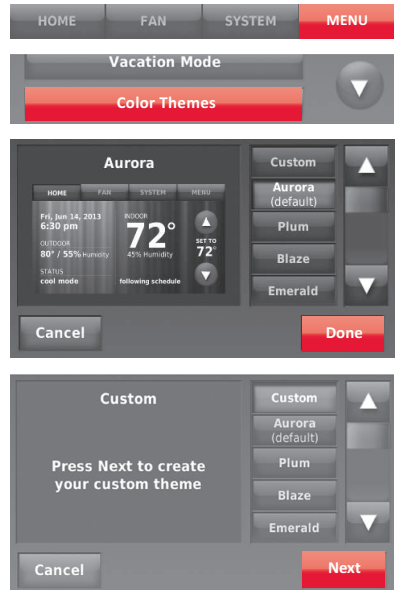 HOME FAN SYSTEM MENU
Vacation Mode
Color Themes
Aurora
HOME FAN SYSTEM MENU
Fri, Jun 14, 2013
6:30 pm
OUTDOOR
80° / 55% Humidity
STATUS
cool mode
INDOOR
72°
45% Humidity
following schedule
SET TO
72°
Custom
Aurora
(default)
Plum
Blaze
Emerald
Cancel
Done
Custom
Press Next to create
your custom theme
Custom
Aurora
(default)
Plum
Blaze
Emerald
Cancel
Next